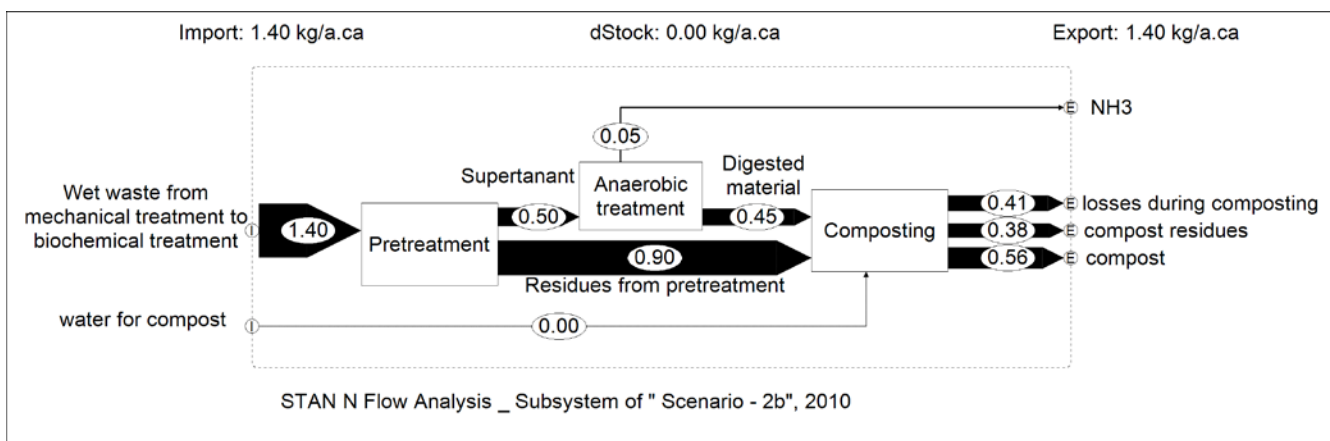 Import: 1.40 kg/a.ca
dStock: 0.00 kg/a.ca
Export: 1.40 kg/a.ca
E NH3
0.05
Supertanant
Anaerobic
treatment
Digested
material
Wet waste from
mechanical treatment to
biochemical treatment
I
1.40
Pretreatment
0.50
0.45
Composting
0.41
E losses during composting
0.38
E compost residues
0.56
E compost
0.90
Residues from pretreatment
water for compost
I
0.00
STAN N Flow Analysis _ Subsystem of " Scenario - 2b", 2010